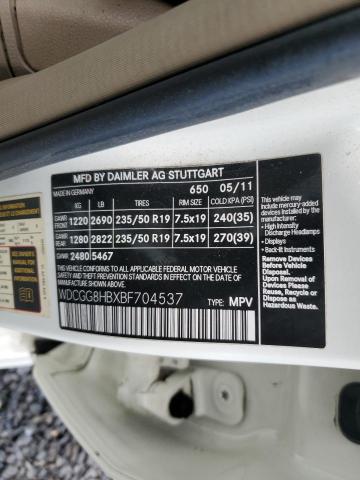 MFD BY DAIMLER AG STUTTGART
MADE IN GERMANY 650 05/11
KG LB TIRES RIMS COLD KPA (PSI)
GAWR FRONT 1220 2690 235/50 R19 7.5x19 240(35)
GAWR REAR 1280 2822 235/50 R19 7.5x19 270(39)
GVWR 2480 5467
THIS VEHICLE CONFORMS TO ALL APPLICABLE FEDERAL MOTOR VEHICLE SAFETY
AND THEFT PREVENTION STANDARDS IN EFFECT ON THE DATE OF MANUFACTURE SHOWN ABOVE.
WDCGG8HBXBF704537
TYPE: MPV
This vehicle may
include mercury-added
devices installed by the
manufacturer:
• High Intensity
Discharge Headlamps
• Displays
• Back-lit Instruments
Remove Devices before
Vehicle Disposal.
Upon Removal of Devices
Please Reuse, Recycle
or Dispose as
Hazardous Waste.